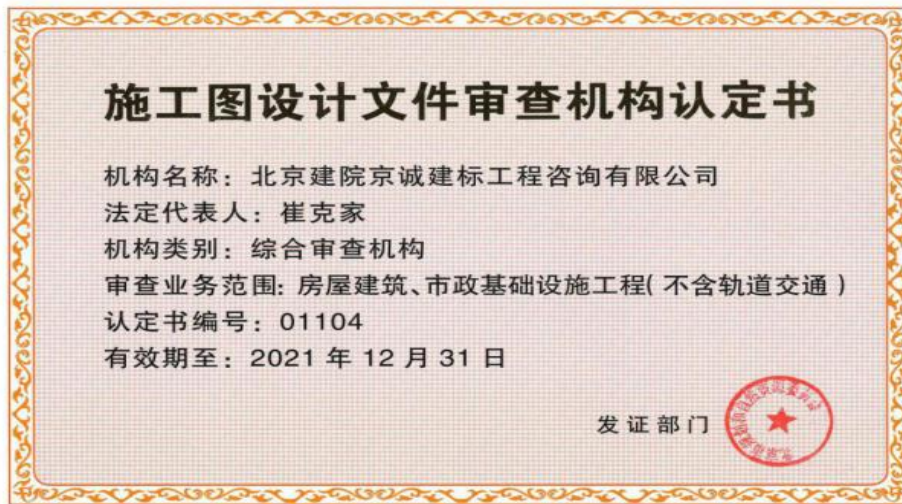 施工图设计文件审查机构认定书
机构名称：北京建院京诚建标工程咨询有限公司
法定代表人：崔克家
机构类别：综合审查机构
审查业务范围：房屋建筑、市政基础设施工程（不含轨道交通）
认定书编号：01104
有效期至：2021 年 12 月 31 日
发证部门